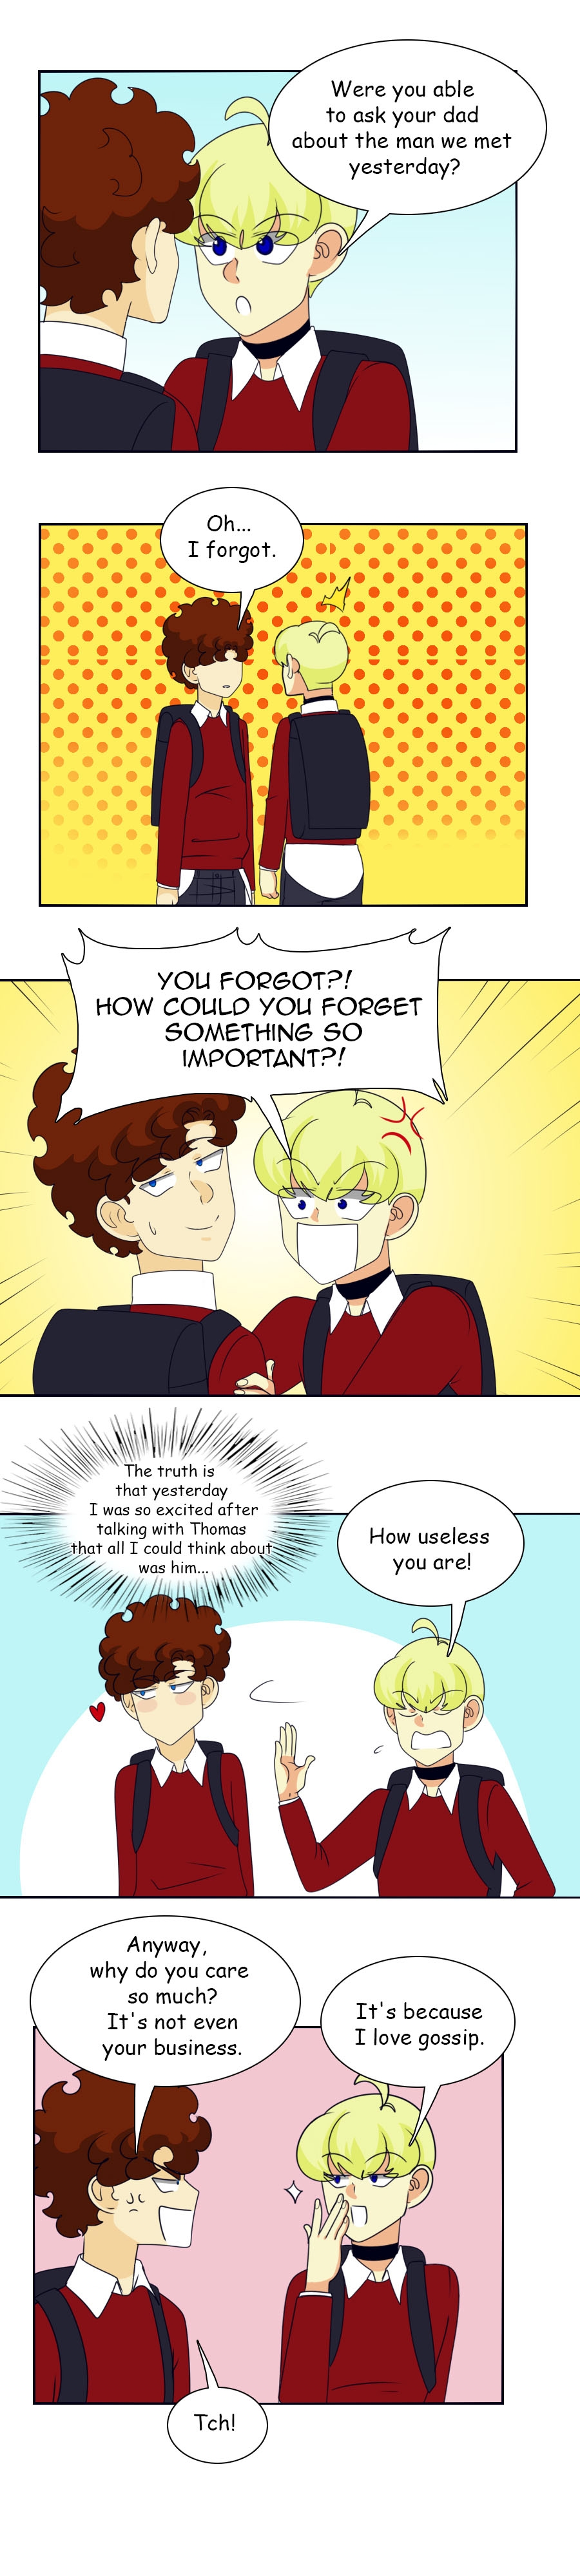 Were you able
to ask your dad
about the man we met
yesterday?
Oh...
I forgot.
YOU FORGOT?!
HOW COULD YOU FORGET
SOMETHING SO
IMPORTANT?!
The truth is
that yesterday
I was so excited after
talking with Thomas
that all I could think about
was him...
How useless
you are!
Anyway,
why do you care
so much?
It's not even
your business.
It's because
I love gossip.
Tch!